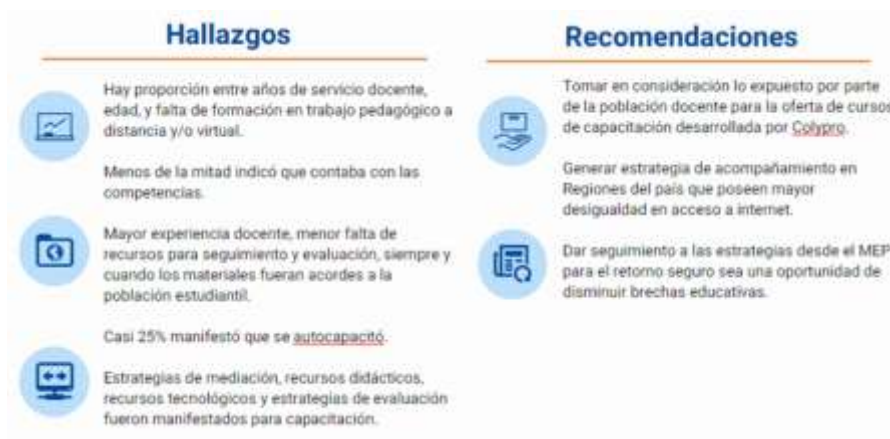 Hallazgos
Hay proporción entre años de servicio docente,
edad, y falta de formación en trabajo pedagógico a
distancia y/o virtual.
Menos de la mitad indicó que contaba con las
competencias.
Mayor experiencia docente, menor falta de
recursos para seguimiento y evaluación, siempre y
cuando los materiales fueran acordes a la
población estudiantil.
Casi 25% manifestó que se autocapacitó.
Estrategias de mediación, recursos didácticos,
recursos tecnológicos y estrategias de evaluación
fueron manifestados para capacitación.
Recomendaciones
Tomar en consideración lo expuesto por parte
de la población docente para la oferta de cursos
de capacitación desarrollada por Colypro.
Generar estrategia de acompañamiento en
Regiones del país que poseen mayor
desigualdad en acceso a internet.
Dar seguimiento a las estrategias desde el MEP
para el retorno seguro sea una oportunidad de
disminuir brechas educativas.